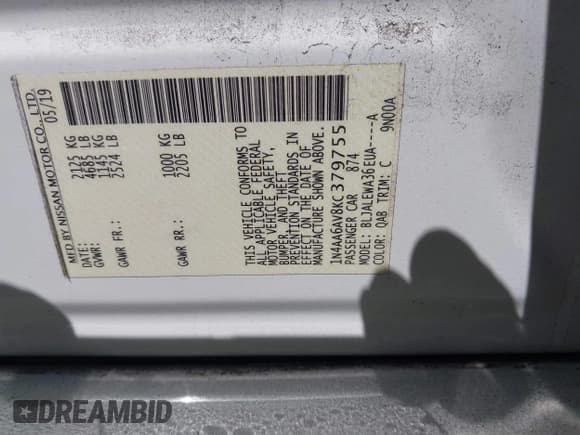 MFD BY NISSAN MOTOR CO., LTD.
05/19
2125 KG
GVWR: 4685 LB
1145 KG
GAWR FR: 2524 LB
1000 KG
GAWR RR: 2205 LB
THIS VEHICLE CONFORMS TO
ALL APPLICABLE FEDERAL
MOTOR VEHICLE SAFETY,
BUMPER, AND THEFT
PREVENTION STANDARDS IN
EFFECT ON THE DATE OF
MANUFACTURE SHOWN ABOVE.
1N4AA6AV8KC379755
PASSENGER CAR 874
MODEL: BLJALEWA36EUA----A
COLOR: QAB TRIM: C 9N00A
DREAMBID